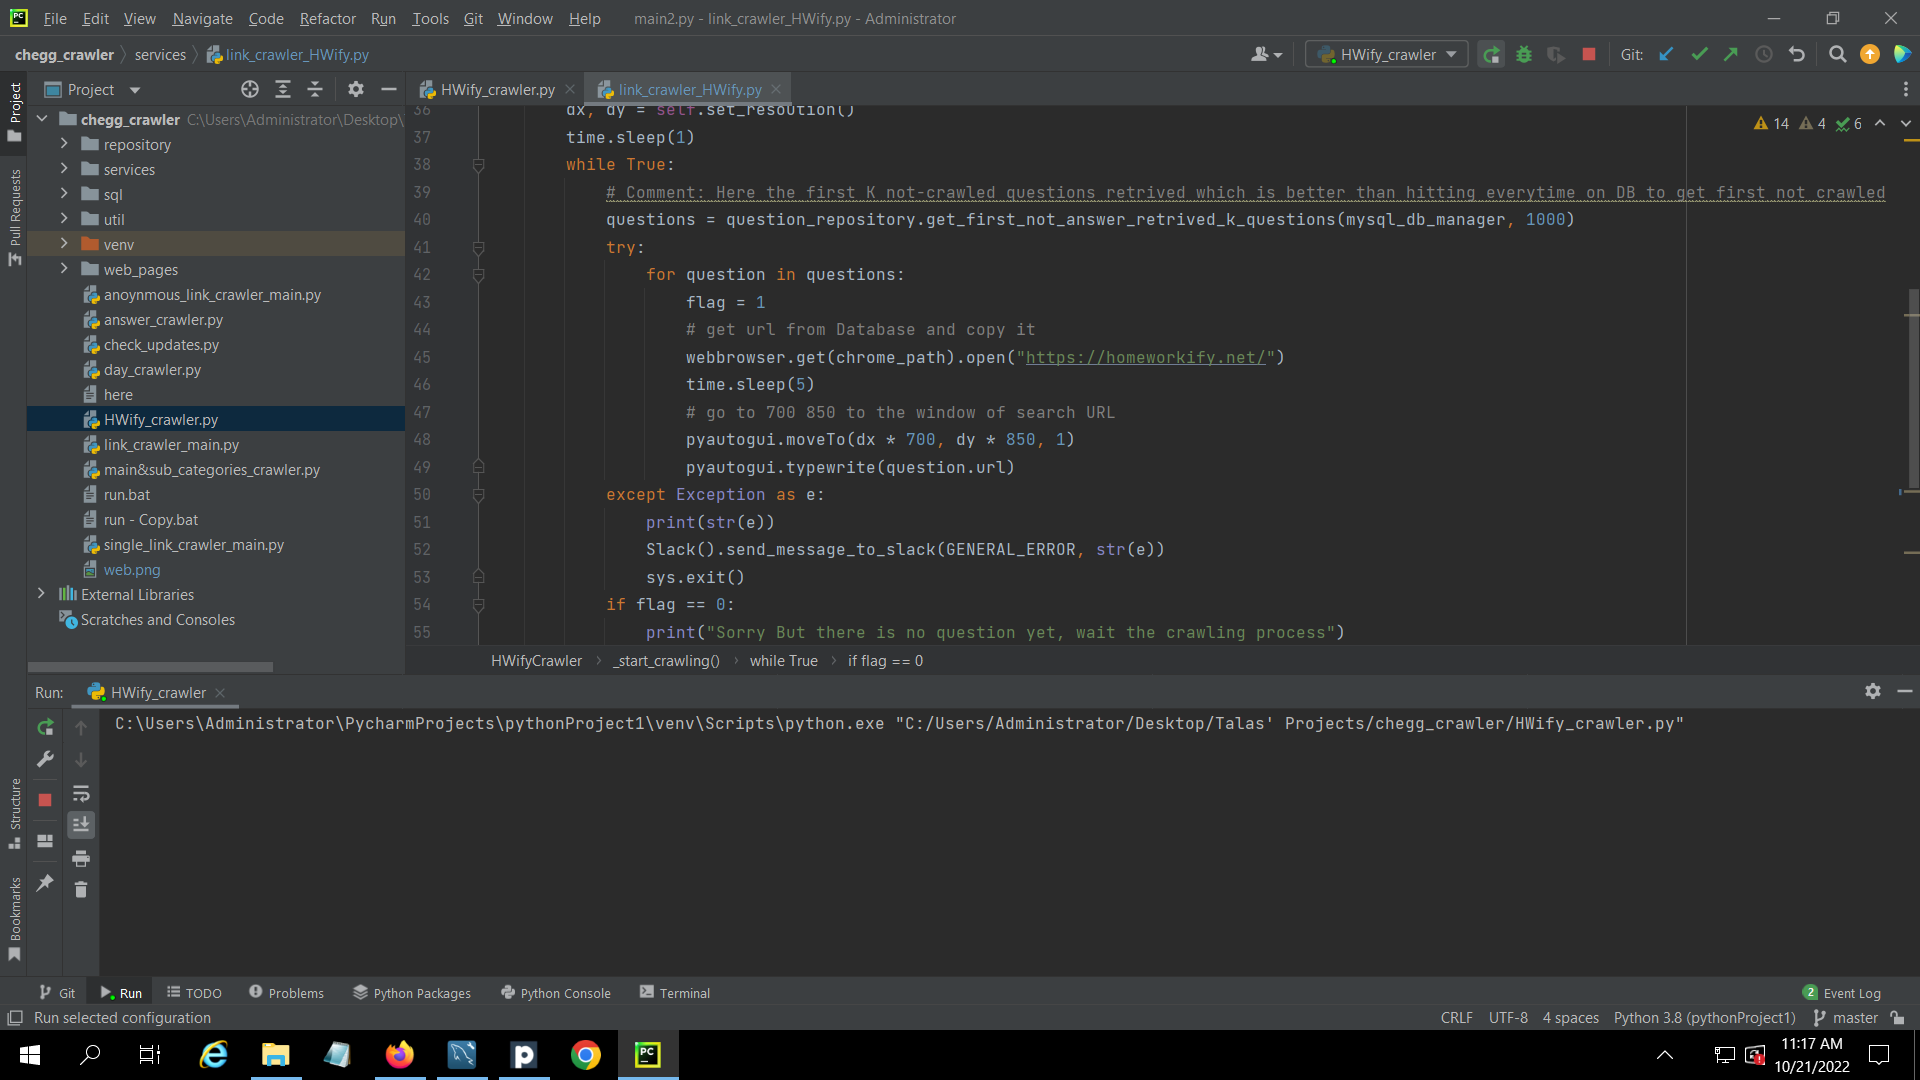 File Edit View Navigate Code Refactor Run Tools Git Window Help main2.py - link_crawler_HWify.py - Administrator
chegg_crawler services link_crawler_HWify.py HWify_crawler Git:
Project HWify_crawler.py link_crawler_HWify.py
Project
Pull Requests
Structure
Bookmarks
chegg_crawler C:\Users\Administrator\Desktop\
repository
services
sql
util
venv
web_pages
anoynmous_link_crawler_main.py
answer_crawler.py
check_updates.py
day_crawler.py
here
HWify_crawler.py
link_crawler_main.py
main&sub_categories_crawler.py
run.bat
run - Copy.bat
single_link_crawler_main.py
web.png
External Libraries
Scratches and Consoles
14 4 6
36 dx, dy = self.set_resoution()
37 time.sleep(1)
38 while True:
39 # Comment: Here the first K not-crawled questions retrived which is better than hitting everytime on DB to get first not crawled
40 questions = question_repository.get_first_not_answer_retrived_k_questions(mysql_db_manager, 1000)
41 try:
42 for question in questions:
43 flag = 1
44 # get url from Database and copy it
45 webbrowser.get(chrome_path).open("https://homeworkify.net/")
46 time.sleep(5)
47 # go to 700 850 to the window of search URL
48 pyautogui.moveTo(dx * 700, dy * 850, 1)
49 pyautogui.typewrite(question.url)
50 except Exception as e:
51 print(str(e))
52 Slack().send_message_to_slack(GENERAL_ERROR, str(e))
53 sys.exit()
54 if flag == 0:
55 print("Sorry But there is no question yet, wait the crawling process")
HWifyCrawler _start_crawling() while True if flag == 0
Run: HWify_crawler
C:\Users\Administrator\PycharmProjects\pythonProject1\venv\Scripts\python.exe "C:/Users/Administrator/Desktop/Talas' Projects/chegg_crawler/HWify_crawler.py"
Git Run TODO Problems Python Packages Python Console Terminal 2 Event Log
Run selected configuration CRLF UTF-8 4 spaces Python 3.8 (pythonProject1) master
11:17 AM
10/21/2022